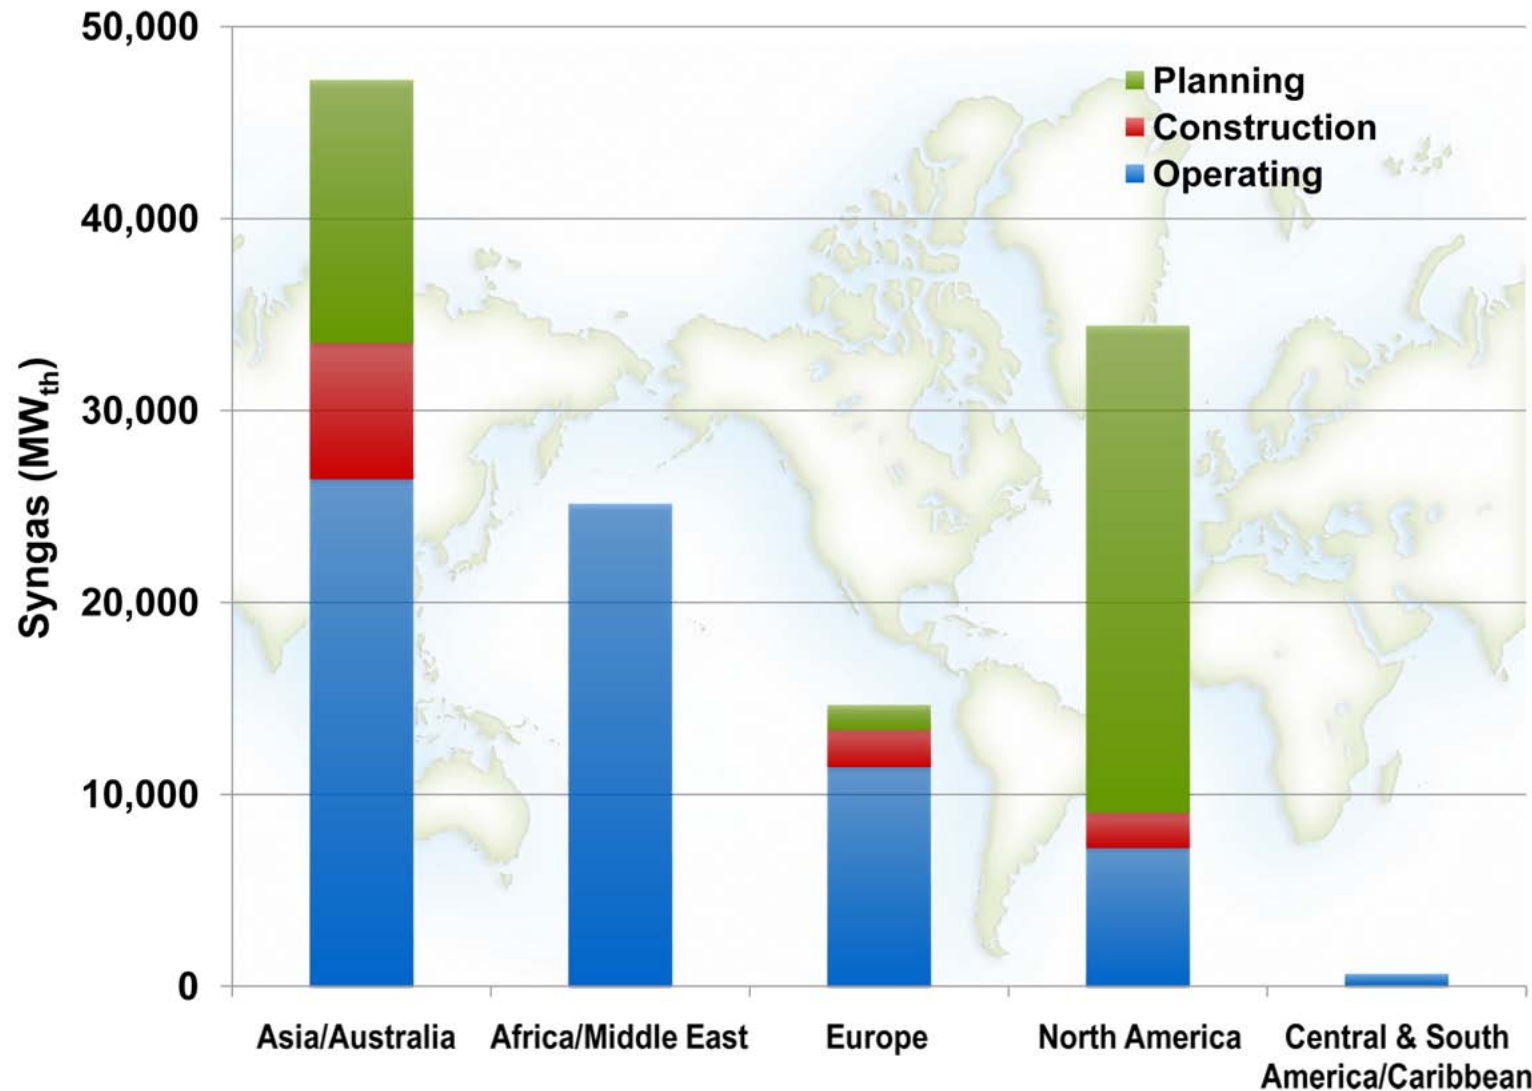 50,000
40,000
30,000
20,000
10,000
0
Syngas (MWth)
Planning
Construction
Operating
Asia/Australia
Africa/Middle East
Europe
North America
Central & South
America/Caribbean